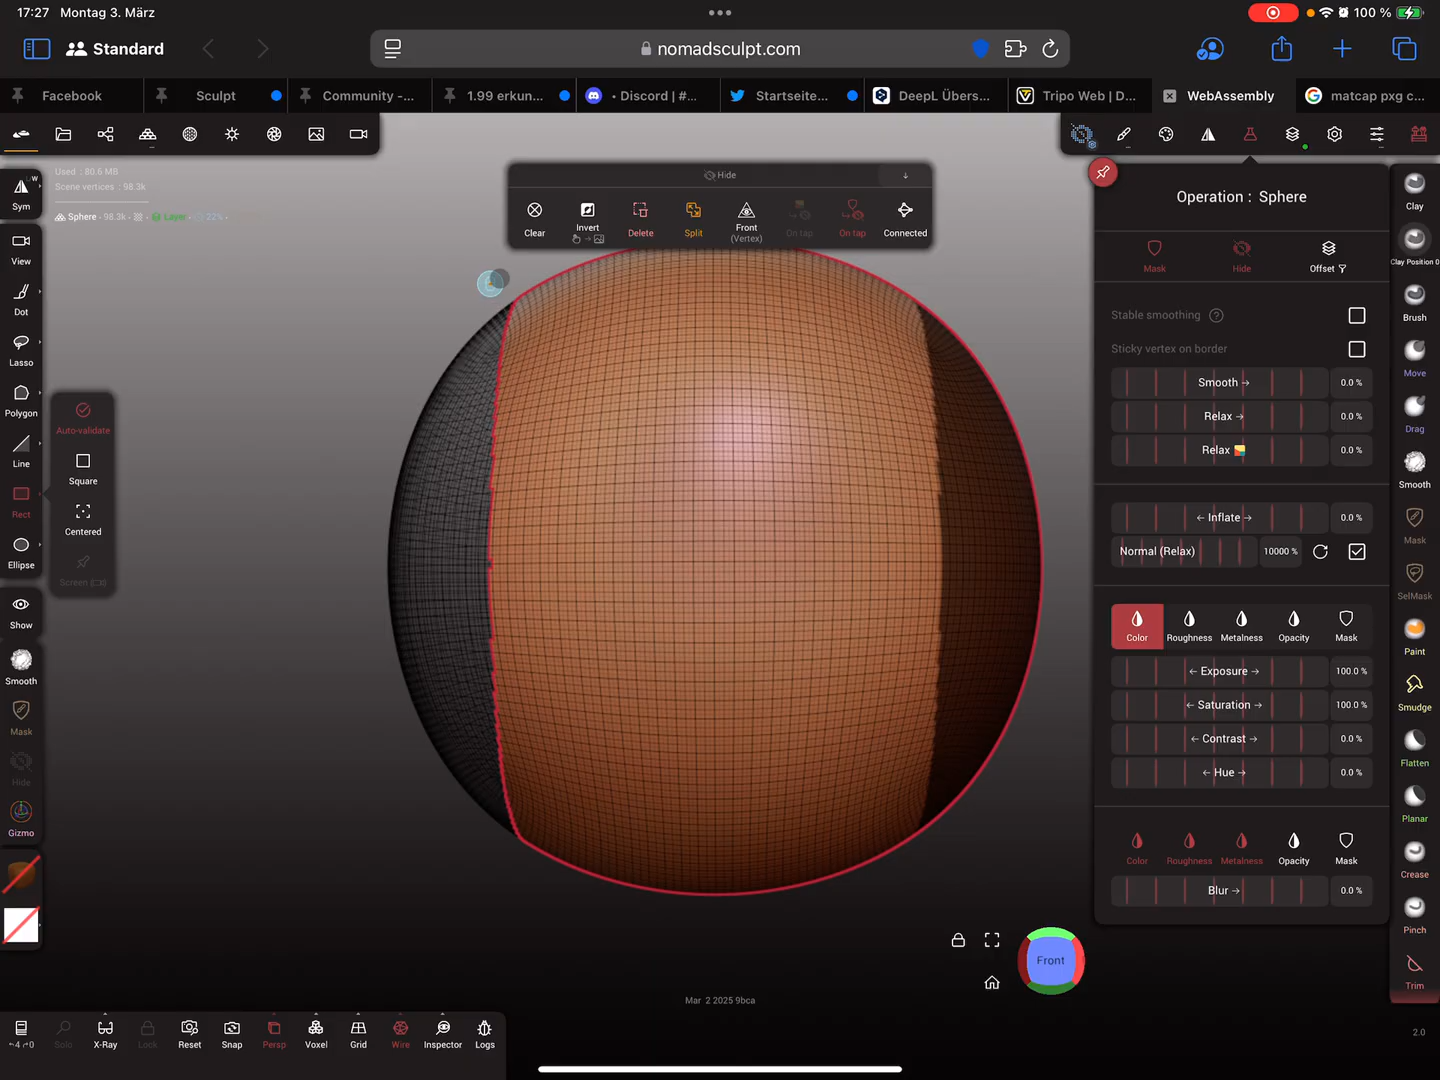 17:27 Montag 3. März
100 %
Standard
nomadsculpt.com
Facebook
Sculpt
Community -...
1.99 erkun...
• Discord | #...
Startseite...
DeepL Übers...
Tripo Web | D...
WebAssembly
matcap pxg c...
Used : 80.6 MB
Scene vertices : 98.3k
Sphere - 98.3k - Layer - 22% -
Sym
View
Dot
Lasso
Polygon
Line
Rect
Ellipse
Show
Smooth
Mask
Hide
Gizmo
Auto-validate
Square
Centered
Screen
Hide
Clear
Invert
Delete
Split
Front
(Vertex)
On tap
On tap
Connected
Operation : Sphere
Mask
Hide
Offset
Stable smoothing ?
Sticky vertex on border
Smooth → 0.0 %
Relax → 0.0 %
Relax 0.0 %
← Inflate → 0.0 %
Normal (Relax) 10000 %
Color Roughness Metalness Opacity Mask
← Exposure → 100.0 %
← Saturation → 100.0 %
← Contrast → 0.0 %
← Hue → 0.0 %
Color Roughness Metalness Opacity Mask
Blur → 0.0 %
Clay
Clay Position 0
Brush
Move
Drag
Smooth
Mask
SelMask
Paint
Smudge
Flatten
Planar
Crease
Pinch
Trim
Front
Mar 2 2025 9bca
2.0
4 0
Solo
X-Ray
Lock
Reset
Snap
Persp
Voxel
Grid
Wire
Inspector
Logs